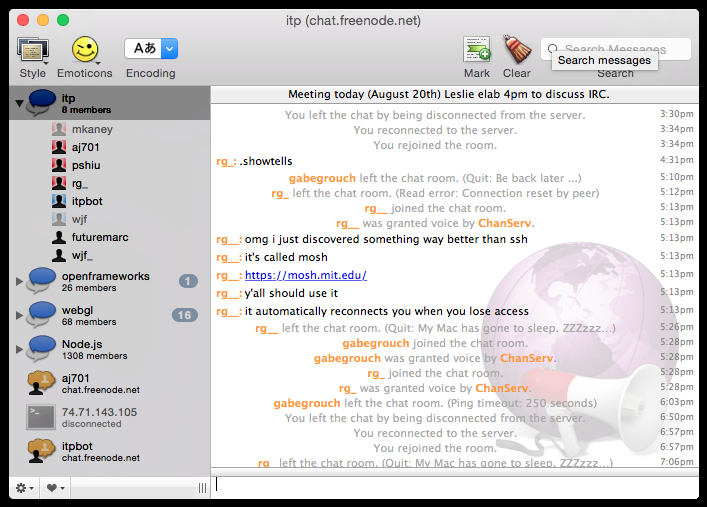 itp (chat.freenode.net)
Style
Emoticons
Aあ
Encoding
Mark
Clear
Search Messages
Search messages
Search
itp
8 members
mkaney
aj701
pshiu
rg_
itpbot
wjf
futuremarc
wjf_
openframeworks
26 members
1
webgl
68 members
16
Node.js
1308 members
aj701
chat.freenode.net
74.71.143.105
disconnected
itpbot
chat.freenode.net
Meeting today (August 20th) Leslie elab 4pm to discuss IRC.
You left the chat by being disconnected from the server. 3:30pm
You reconnected to the server. 3:34pm
You rejoined the room. 3:34pm
rg_: .showtells 4:31pm
gabegrouch left the chat room. (Quit: Be back later ...) 5:10pm
rg_ left the chat room. (Read error: Connection reset by peer) 5:12pm
rg__ joined the chat room. 5:13pm
rg__ was granted voice by ChanServ. 5:13pm
rg__: omg i just discovered something way better than ssh 5:13pm
rg__: it's called mosh 5:13pm
rg__: https://mosh.mit.edu/ 5:13pm
rg__: y'all should use it 5:13pm
rg__: it automatically reconnects you when you lose access 5:13pm
rg__ left the chat room. (Quit: My Mac has gone to sleep. ZZZzzz…) 5:26pm
gabegrouch joined the chat room. 5:28pm
gabegrouch was granted voice by ChanServ. 5:28pm
rg_ joined the chat room. 5:28pm
rg_ was granted voice by ChanServ. 5:28pm
gabegrouch left the chat room. (Ping timeout: 250 seconds) 6:03pm
You left the chat by being disconnected from the server. 6:50pm
You reconnected to the server. 6:57pm
You rejoined the room. 6:57pm
rg_ left the chat room. (Quit: My Mac has gone to sleep. ZZZzzz…) 7:06pm